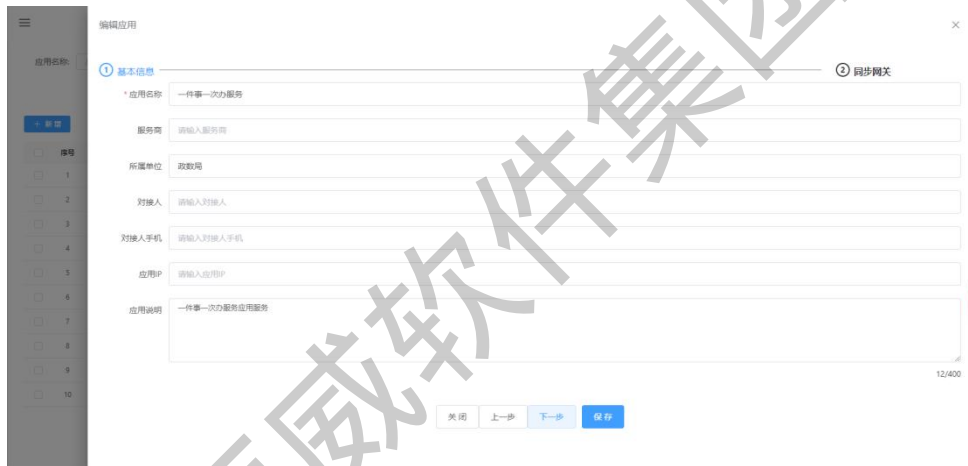 编辑应用
×
应用名称:
① 基本信息
② 同步网关
* 应用名称 一件事一次办服务
+ 新增
服务商 请输入服务商
序号
所属单位 政数局
1
2
对接人 请输入对接人
3
对接人手机 请输入对接人手机
4
5
应用IP 请输入应用IP
6
应用说明 一件事一次办服务应用服务
7
8
9
12/400
10
关闭 上一步 下一步 保存
威软件集团